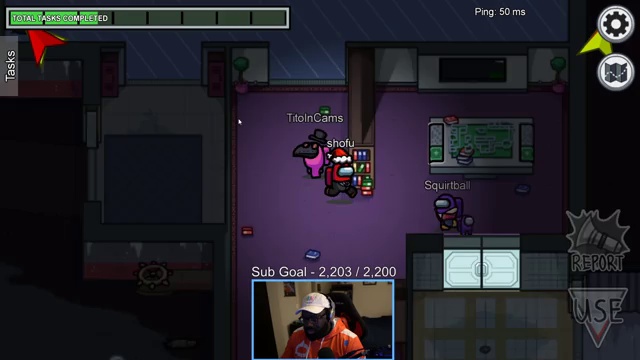 TOTAL TASKS COMPLETED
Ping: 50 ms
Tasks
TitoInCams
shofu
Squirtball
REPORT
USE
Sub Goal - 2,203 / 2,200